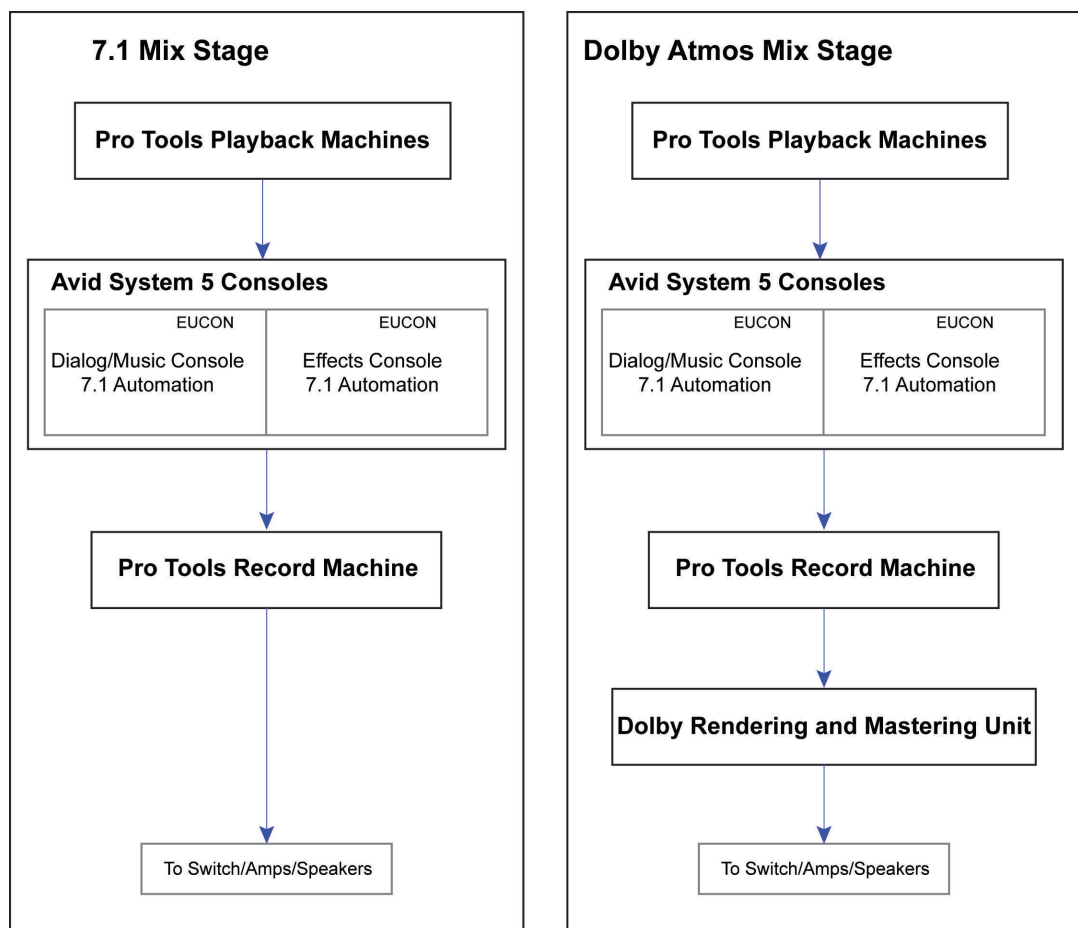 7.1 Mix Stage
Pro Tools Playback Machines
Avid System 5 Consoles
EUCON
Dialog/Music Console
7.1 Automation
EUCON
Effects Console
7.1 Automation
Pro Tools Record Machine
To Switch/Amps/Speakers
Dolby Atmos Mix Stage
Pro Tools Playback Machines
Avid System 5 Consoles
EUCON
Dialog/Music Console
7.1 Automation
EUCON
Effects Console
7.1 Automation
Pro Tools Record Machine
Dolby Rendering and Mastering Unit
To Switch/Amps/Speakers